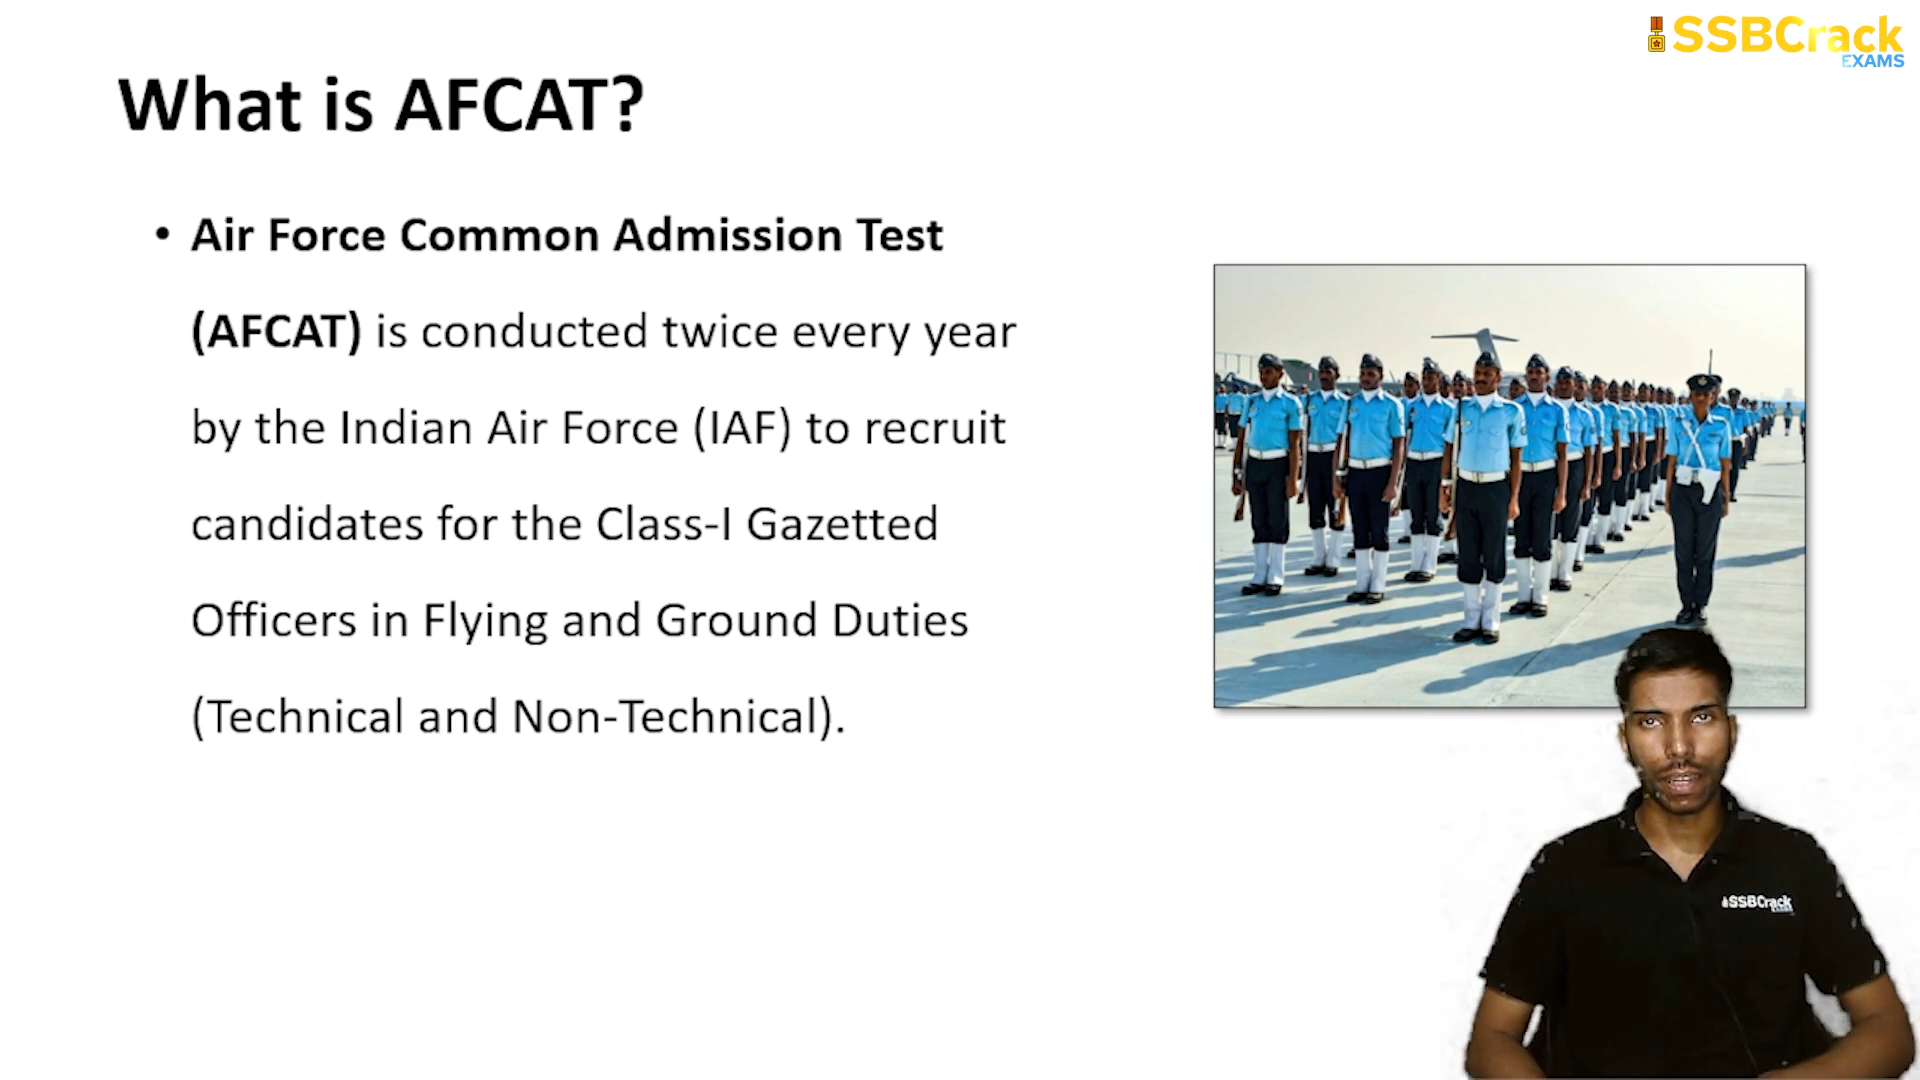 SSBCrack
EXAMS
What is AFCAT?
• Air Force Common Admission Test
(AFCAT) is conducted twice every year
by the Indian Air Force (IAF) to recruit
candidates for the Class-I Gazetted
Officers in Flying and Ground Duties
(Technical and Non-Technical).
SSBCrack
EXAMS